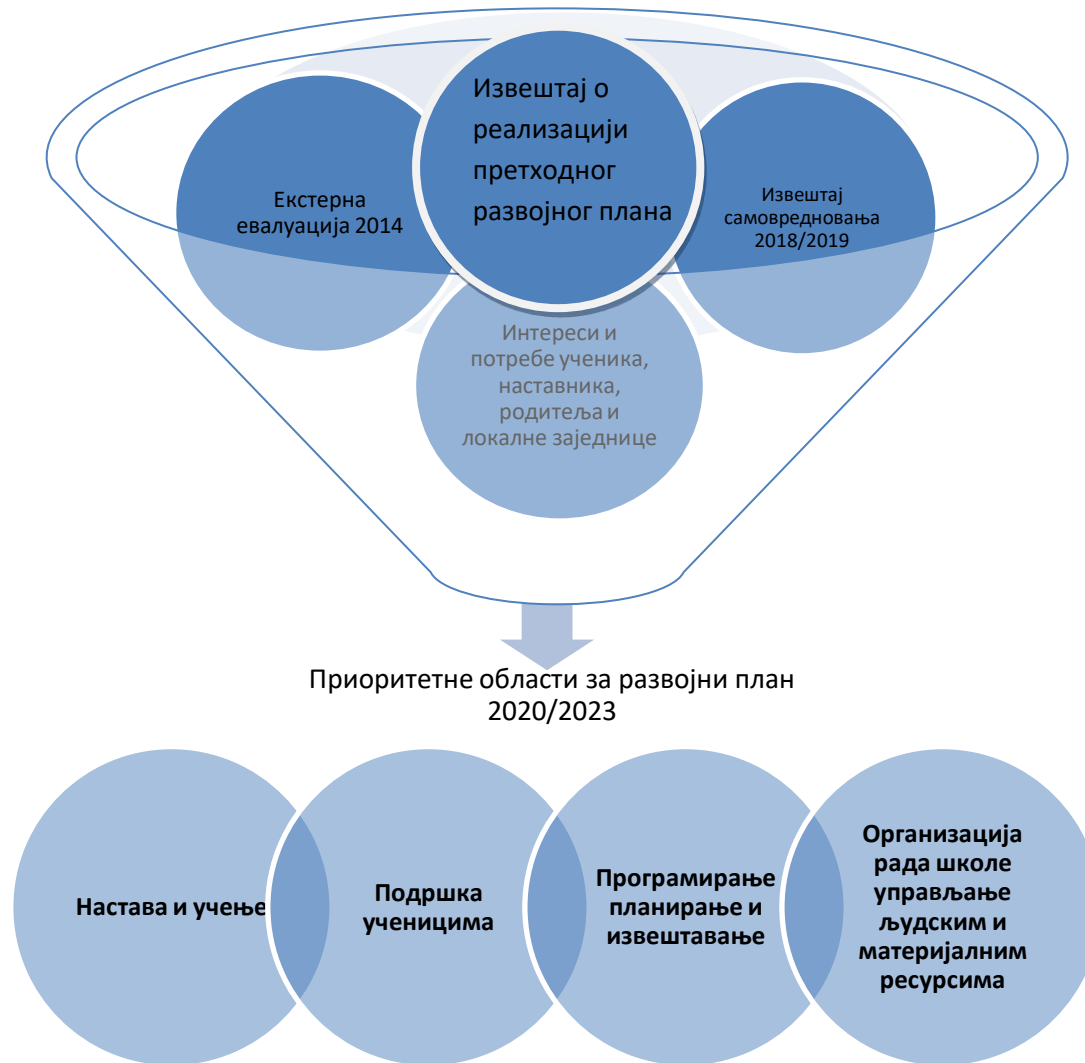 Извештај о
реализацији
претходног
развојног плана
Екстерна
евалуација 2014
Извештај
самовредновања
2018/2019
Интереси и
потребе ученика,
наставника,
родитеља и
локалне заједнице
Приоритетне области за развојни план
2020/2023
Настава и учење
Подршка
ученицима
Програмирање
планирање и
извештавање
Организација
рада школе
управљање
људским и
материјалним
ресурсима